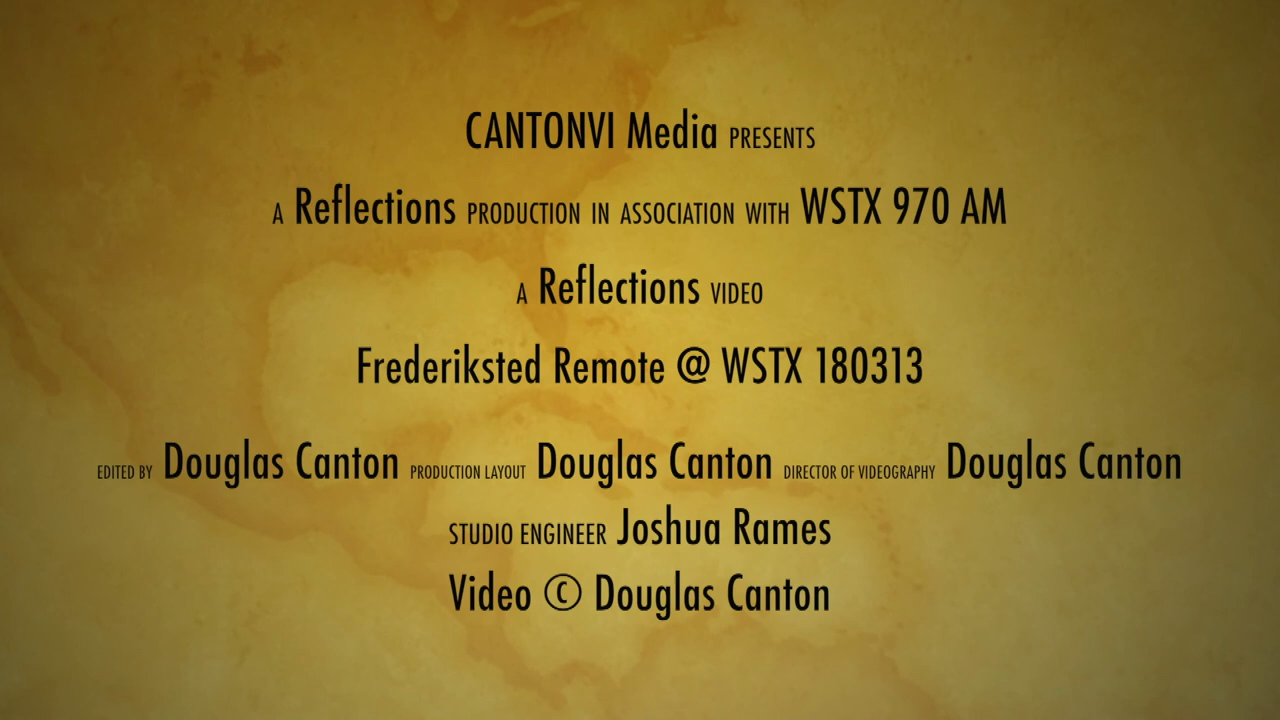 CANTONVI Media PRESENTS
A Reflections PRODUCTION IN ASSOCIATION WITH WSTX 970 AM
A Reflections VIDEO
Frederiksted Remote @ WSTX 180313
EDITED BY Douglas Canton PRODUCTION LAYOUT Douglas Canton DIRECTOR OF VIDEOGRAPHY Douglas Canton
STUDIO ENGINEER Joshua Rames
Video © Douglas Canton